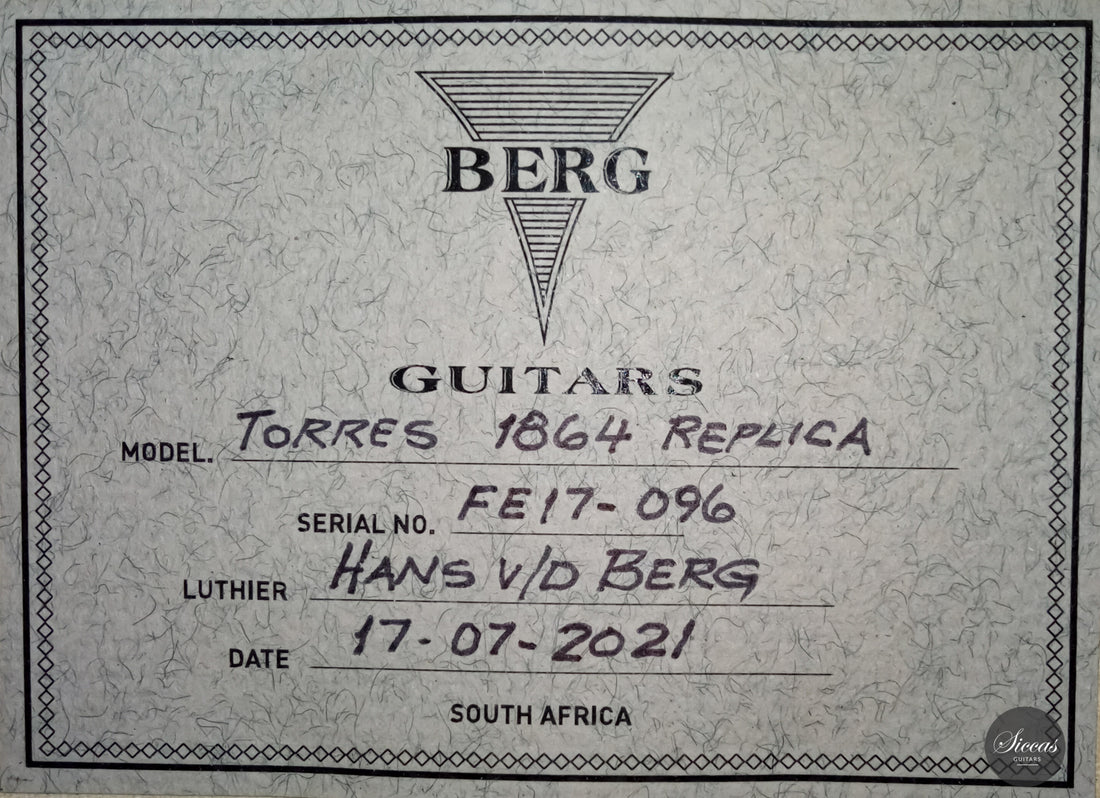 BERG
GUITARS
MODEL. TORRES 1864 REPLICA
SERIAL NO. FE17-096
LUTHIER HANS V/D BERG
DATE 17-07-2021
SOUTH AFRICA
Siccas
GUITARS